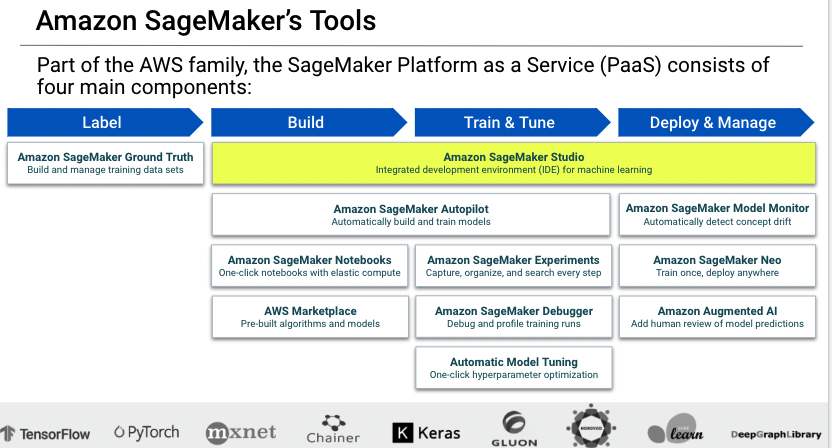 Amazon SageMaker's Tools
Part of the AWS family, the SageMaker Platform as a Service (PaaS) consists of
four main components:
Label
Build
Train & Tune
Deploy & Manage
Amazon SageMaker Ground Truth
Build and manage training data sets
Amazon SageMaker Studio
Integrated development environment (IDE) for machine learning
Amazon SageMaker Autopilot
Automatically build and train models
Amazon SageMaker Model Monitor
Automatically detect concept drift
Amazon SageMaker Notebooks
One-click notebooks with elastic compute
Amazon SageMaker Experiments
Capture, organize, and search every step
Amazon SageMaker Neo
Train once, deploy anywhere
AWS Marketplace
Pre-built algorithms and models
Amazon SageMaker Debugger
Debug and profile training runs
Amazon Augmented AI
Add human review of model predictions
Automatic Model Tuning
One-click hyperparameter optimization
TensorFlow
PyTorch
mxnet
Chainer
K Keras
GLUON
HOROVOD
learn
DeepGraphLibrary